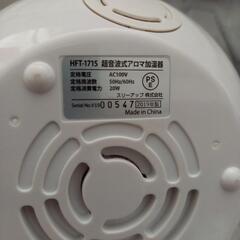 HFT-1715 超音波式アロマ加湿器
定格電圧 AC100V
定格周波数 50Hz/60Hz
定格消費電力 20W
PSE
スリーアップ 株式会社
00547 2019年製
Made in China